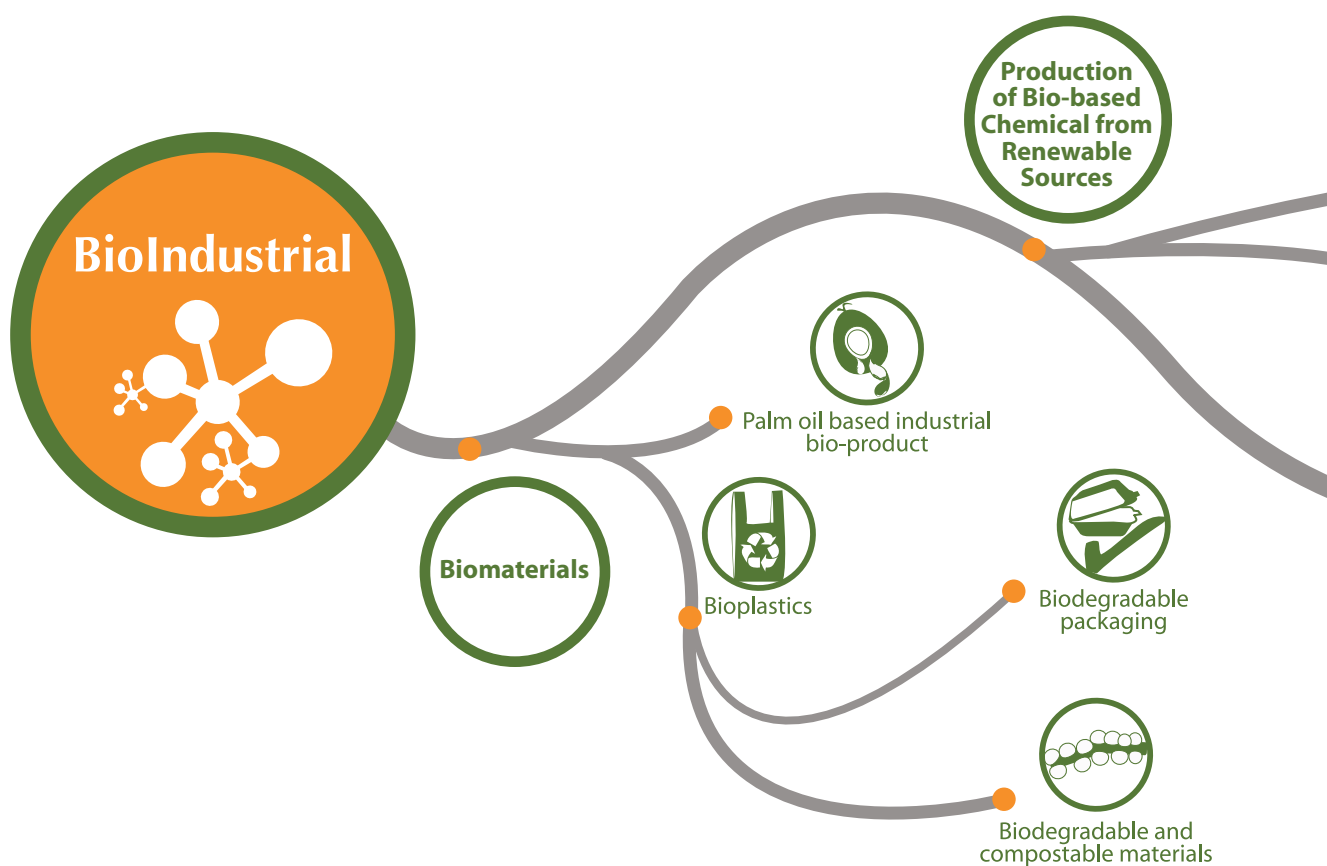 BioIndustrial
Production
of Bio-based
Chemical from
Renewable
Sources
Palm oil based industrial
bio-product
Biomaterials
Bioplastics
Biodegradable
packaging
Biodegradable and
compostable materials